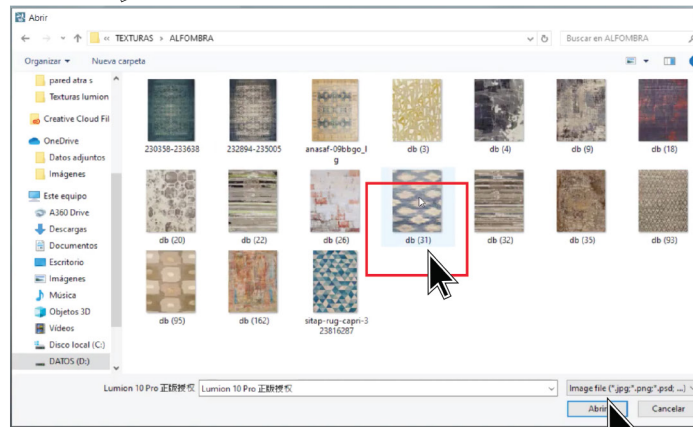 Abrir
« TEXTURAS > ALFOMBRA
Buscar en ALFOMBRA
Organizar
Nueva carpeta
pared atra s
Texturas lumion
Creative Cloud Fil
OneDrive
Datos adjuntos
Imágenes
Este equipo
A360 Drive
Descargas
Documentos
Escritorio
Imágenes
Música
Objetos 3D
Vídeos
Disco local (C:)
DATOS (D:)
230358-233638
232894-235005
anasaf-09bbgo_l
g
db (3)
db (4)
db (9)
db (18)
db (20)
db (22)
db (26)
db (31)
db (32)
db (35)
db (93)
db (95)
db (162)
sitap-rug-capri-3
23816287
Lumion 10 Pro 正版授权
Lumion 10 Pro 正版授权
Image file (*.jpg;*.png;*.psd; ...)
Abrir
Cancelar